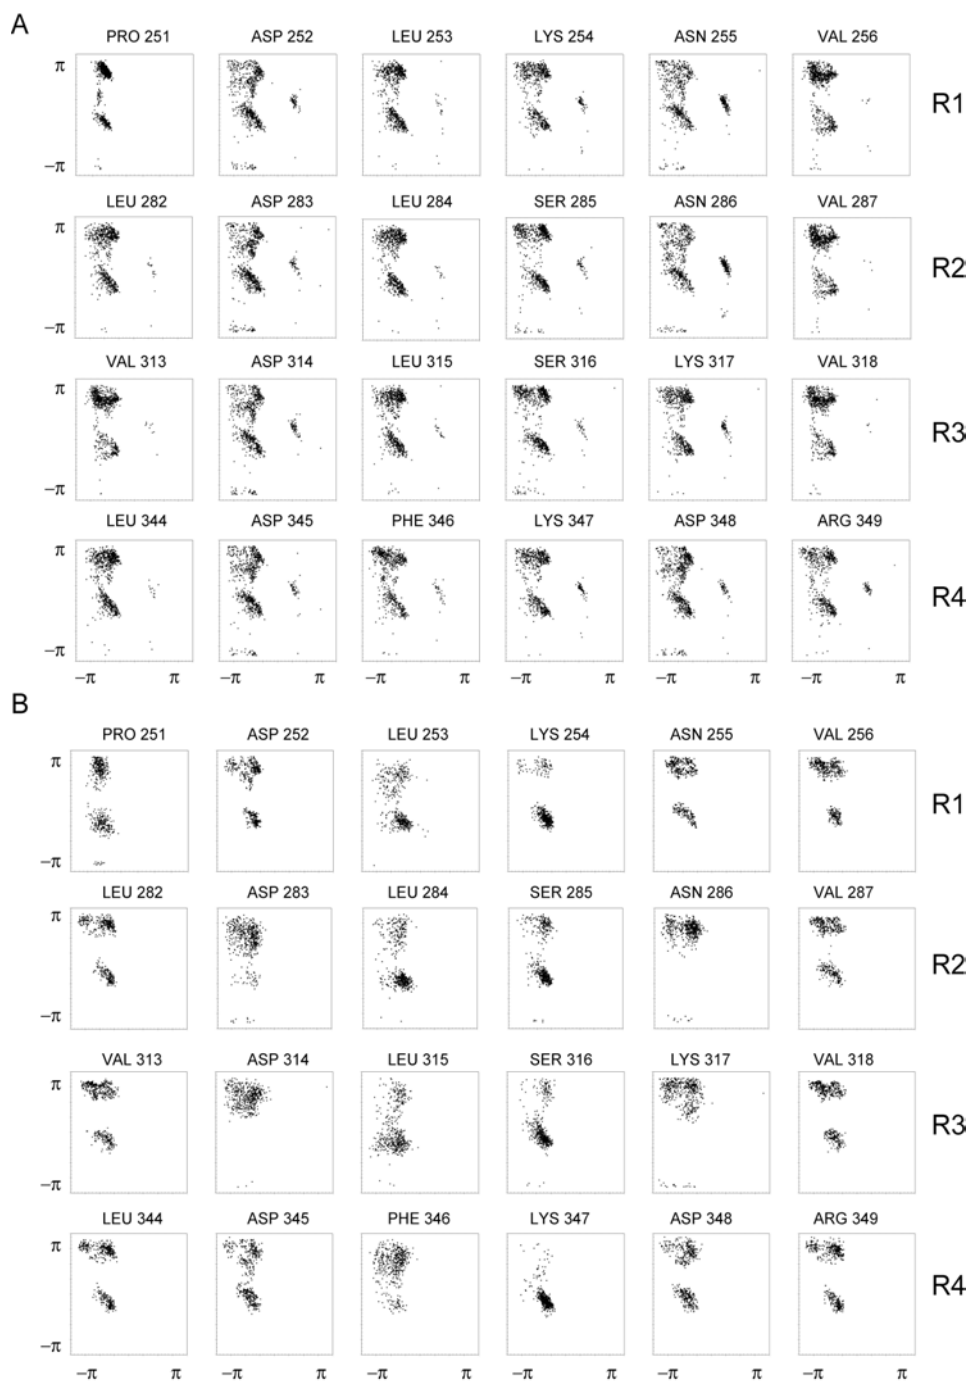 A
PRO 251 ASP 252 LEU 253 LYS 254 ASN 255 VAL 256
π
−π
R1
LEU 282 ASP 283 LEU 284 SER 285 ASN 286 VAL 287
π
−π
R2
VAL 313 ASP 314 LEU 315 SER 316 LYS 317 VAL 318
π
−π
R3
LEU 344 ASP 345 PHE 346 LYS 347 ASP 348 ARG 349
π
−π
R4
−π π −π π −π π −π π −π π −π π
B
PRO 251 ASP 252 LEU 253 LYS 254 ASN 255 VAL 256
π
−π
R1
LEU 282 ASP 283 LEU 284 SER 285 ASN 286 VAL 287
π
−π
R2
VAL 313 ASP 314 LEU 315 SER 316 LYS 317 VAL 318
π
−π
R3
LEU 344 ASP 345 PHE 346 LYS 347 ASP 348 ARG 349
π
−π
R4
−π π −π π −π π −π π −π π −π π